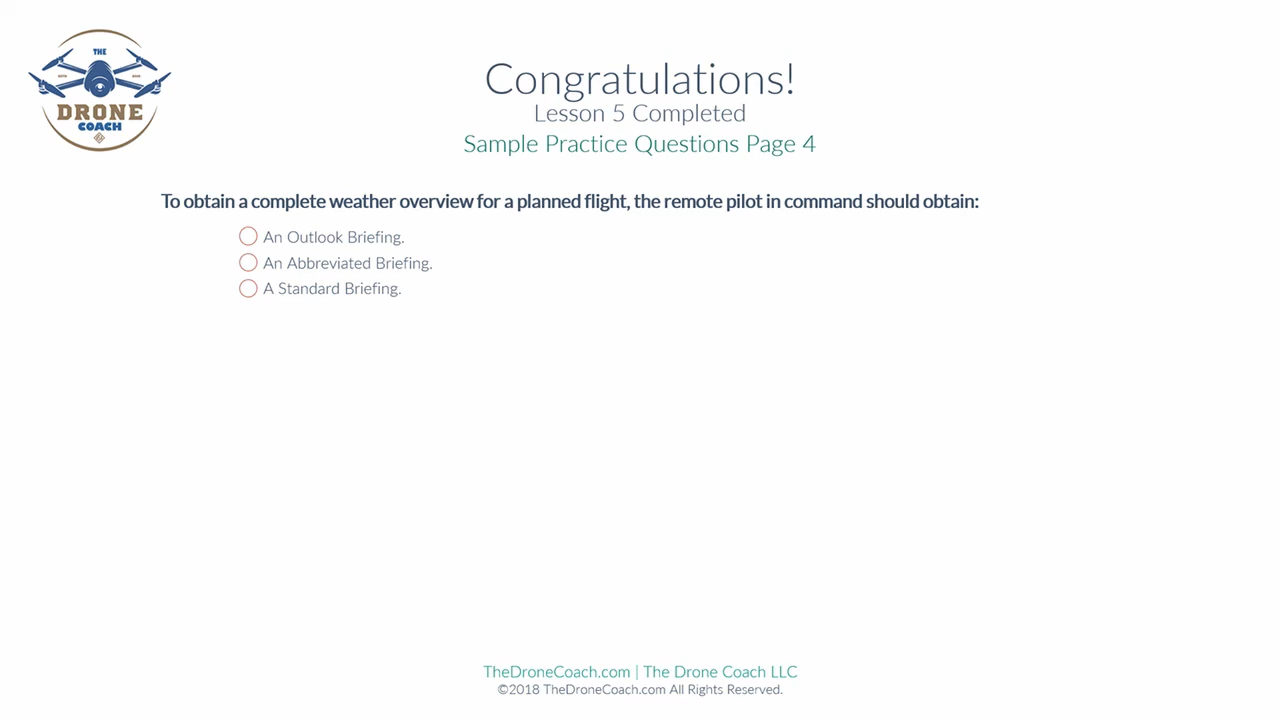 THE
DRONE
COACH
Congratulations!
Lesson 5 Completed
Sample Practice Questions Page 4
To obtain a complete weather overview for a planned flight, the remote pilot in command should obtain:
An Outlook Briefing.
An Abbreviated Briefing.
A Standard Briefing.
TheDroneCoach.com | The Drone Coach LLC
©2018 TheDroneCoach.com All Rights Reserved.